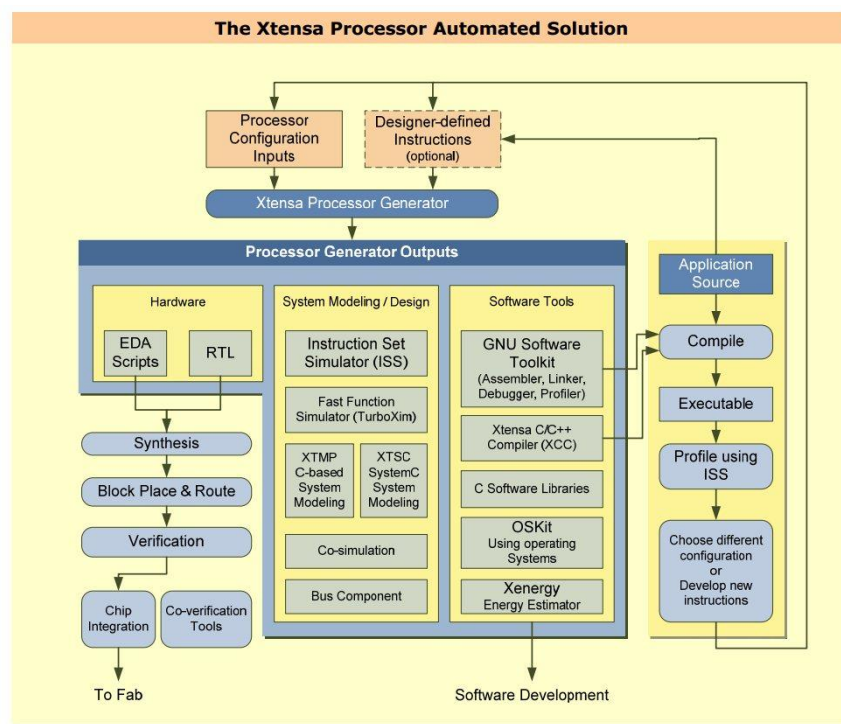 The Xtensa Processor Automated Solution
Processor
Configuration
Inputs
Designer-defined
Instructions
(optional)
Xtensa Processor Generator
Processor Generator Outputs
Hardware
EDA
Scripts
RTL
Synthesis
Block Place & Route
Verification
Chip
Integration
Co-verification
Tools
To Fab
System Modeling / Design
Instruction Set
Simulator (ISS)
Fast Function
Simulator (TurboXim)
XTMP
C-based
System
Modeling
XTSC
SystemC
System
Modeling
Co-simulation
Bus Component
Software Tools
GNU Software
Toolkit
(Assembler, Linker,
Debugger, Profiler)
Xtensa C/C++
Compiler (XCC)
C Software Libraries
OSKit
Using operating
Systems
Xenergy
Energy Estimator
Software Development
Application
Source
Compile
Executable
Profile using
ISS
Choose different
configuration
or
Develop new
instructions